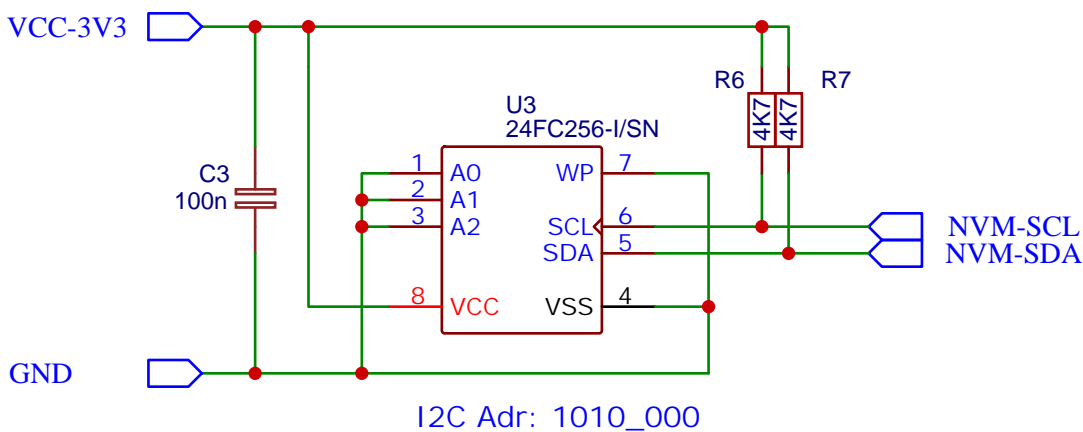 VCC-3V3
R6
R7
4K7
4K7
U3
24FC256-I/SN
C3
100n
1 A0
2 A1
3 A2
WP 7
SCL 6
SDA 5
8 VCC
VSS 4
NVM-SCL
NVM-SDA
GND
I2C Adr: 1010_000